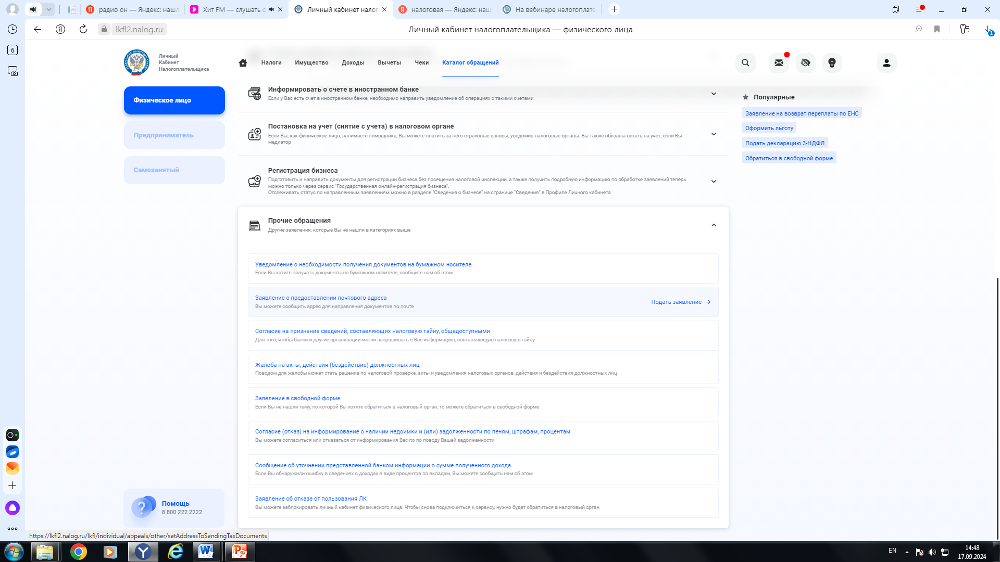 радио он — Яндекс: нашл
Хит FM — слушать о
Личный кабинет налог
налоговая — Яндекс: наш
На вебинаре налогоплате
6
lkfl2.nalog.ru
Личный кабинет налогоплательщика — физического лица
1
Личный
Кабинет
Налогоплательщика
Налоги
Имущество
Доходы
Вычеты
Чеки
Каталог обращений
Физическое лицо
Предприниматель
Самозанятый
Информировать о счете в иностранном банке
Если у Вас есть счет в иностранном банке, необходимо направить уведомление об операциях с такими счетами
Постановка на учет (снятие с учета) в налоговом органе
Если Вы, как физическое лицо, нанимаете помощника, Вы можете платить за него страховые взносы, уведомив налоговые органы. Вы также обязаны встать на учет, если Вы
медиатор
Регистрация бизнеса
Подготовить и направить документы для регистрации бизнеса без посещения налоговой инспекции, а также получить подробную информацию по обработке заявлений теперь
можно только через сервис "Государственная онлайн-регистрация бизнеса".
Отслеживать статус по направленным заявлениям можно в разделе "Сведения о бизнесе" на странице "Сведения" в Профиле Личного кабинета
Прочие обращения
Другие заявления, которые Вы не нашли в категориях выше
Уведомление о необходимости получения документов на бумажном носителе
Если Вы хотите получать документы на бумажном носителе, сообщите нам об этом
Заявление о предоставлении почтового адреса
Вы можете сообщить адрес для направления документов по почте
Подать заявление
Согласие на признание сведений, составляющих налоговую тайну, общедоступными
Для того, чтобы банки и другие организации могли запрашивать о Вас информацию, составляющую налоговую тайну
Жалоба на акты, действия (бездействие) должностных лиц
Поводом для жалобы может стать решение по налоговой проверке, акты и уведомления налоговых органов, действия и бездействия должностных лиц
Заявление в свободной форме
Если Вы не нашли тему, по которой Вы хотите обратиться в налоговый орган, то можете обратиться в свободной форме
Согласие (отказ) на информирование о наличии недоимки и (или) задолженности по пеням, штрафам, процентам
Вы можете согласиться или отказаться от информирования Вас по по поводу Вашей задолженности
Сообщение об уточнении представленной банком информации о сумме полученного дохода
Если Вы обнаружили ошибку в сведениях о доходах в виде процентов по вкладам, Вы можете сообщить нам об этом
Заявление об отказе от пользования ЛК
Вы можете заблокировать личный кабинет физического лица. Чтобы снова подключиться к сервису, нужно будет обратиться в налоговый орган
Популярные
Заявление на возврат переплаты по ЕНС
Оформить льготу
Подать декларацию 3-НДФЛ
Обратиться в свободной форме
Помощь
8 800 222 2222
https://lkfl2.nalog.ru/lkfl/individual/appeals/other/setAddressToSendingTaxDocuments
EN
14:48
17.09.2024